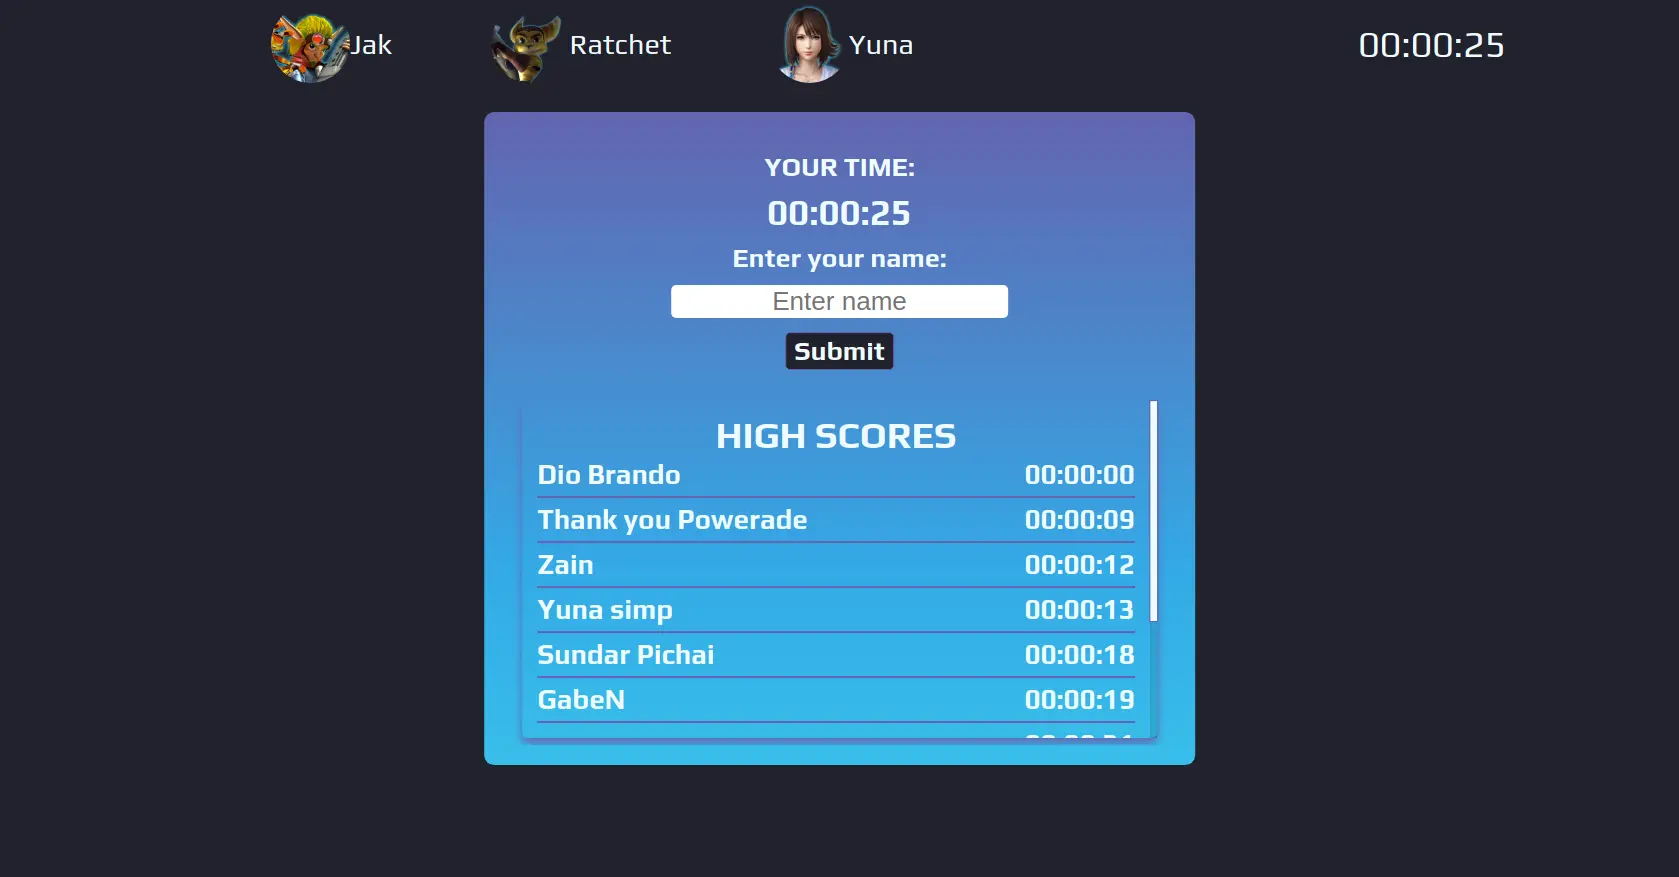 Jak Ratchet Yuna 00:00:25
YOUR TIME:
00:00:25
Enter your name:
Enter name
Submit
HIGH SCORES
Dio Brando 00:00:00
Thank you Powerade 00:00:09
Zain 00:00:12
Yuna simp 00:00:13
Sundar Pichai 00:00:18
GabeN 00:00:19